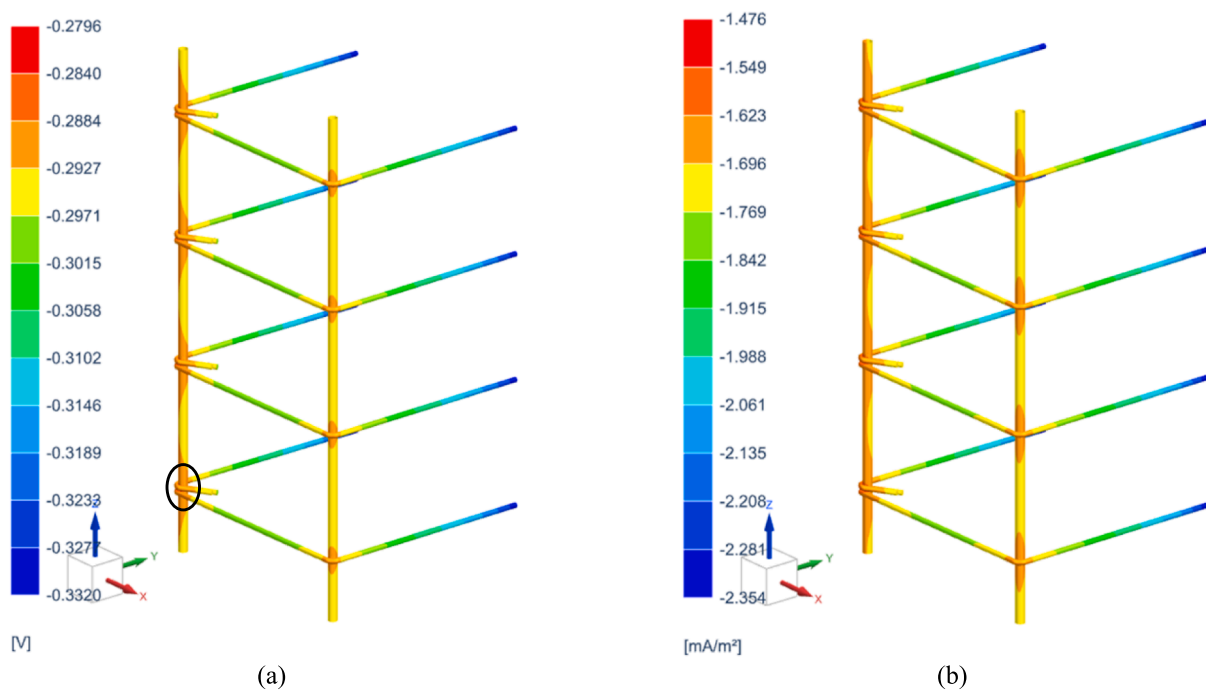 -0.2796
-0.2840
-0.2884
-0.2927
-0.2971
-0.3015
-0.3058
-0.3102
-0.3146
-0.3189
-0.3233
-0.3277
-0.3320
[V]
Z
Y
X
(a)
-1.476
-1.549
-1.623
-1.696
-1.769
-1.842
-1.915
-1.988
-2.061
-2.135
-2.208
-2.281
-2.354
[mA/m²]
Z
Y
X
(b)